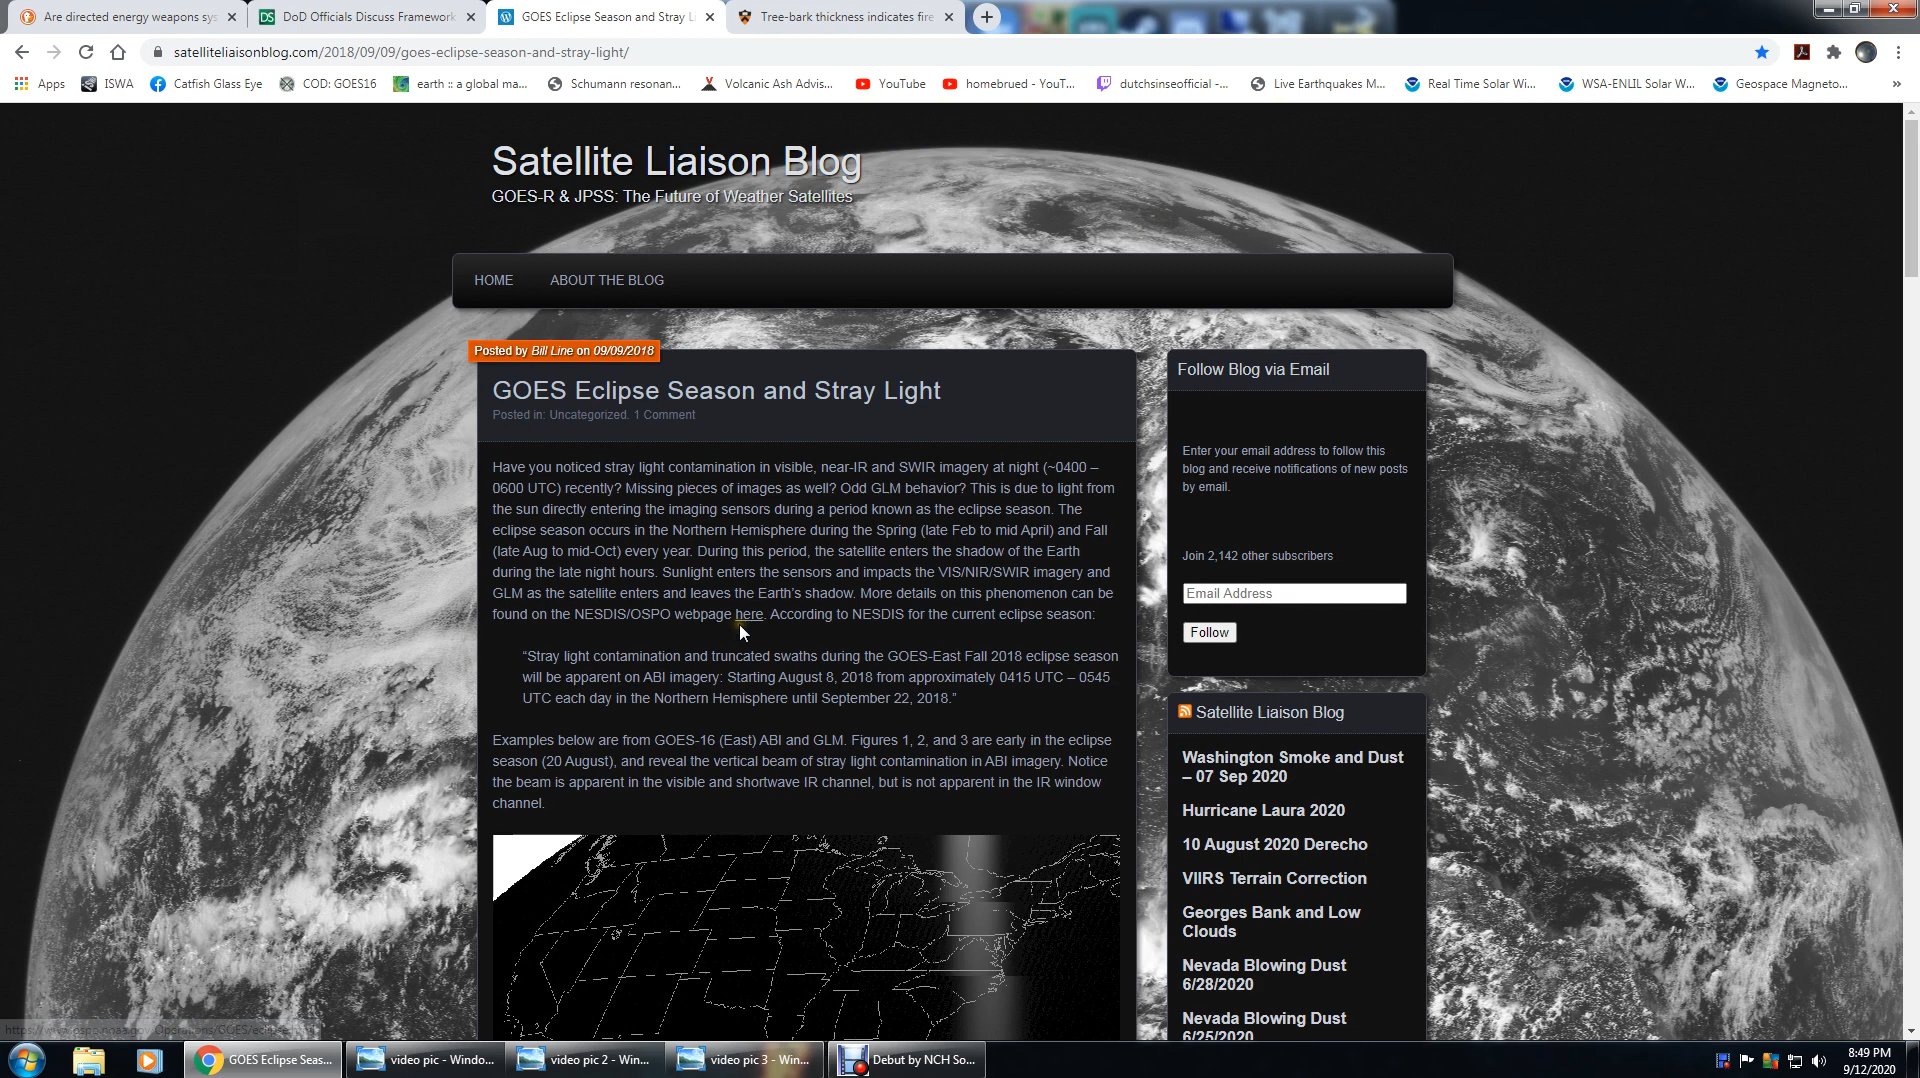 Are directed energy weapons sys
DoD Officials Discuss Framework
GOES Eclipse Season and Stray Li
Tree-bark thickness indicates fire
satelliteliaisonblog.com/2018/09/09/goes-eclipse-season-and-stray-light/
Apps
ISWA
Catfish Glass Eye
COD: GOES16
earth :: a global ma...
Schumann resonan...
Volcanic Ash Advis...
YouTube
homebrued - YouT...
dutchsinseofficial -...
Live Earthquakes M...
Real Time Solar Wi...
WSA-ENLIL Solar W...
Geospace Magneto...
»
Satellite Liaison Blog
GOES-R & JPSS: The Future of Weather Satellites
HOME
ABOUT THE BLOG
Posted by Bill Line on 09/09/2018
GOES Eclipse Season and Stray Light
Posted in: Uncategorized. 1 Comment
Have you noticed stray light contamination in visible, near-IR and SWIR imagery at night (~0400 –
0600 UTC) recently? Missing pieces of images as well? Odd GLM behavior? This is due to light from
the sun directly entering the imaging sensors during a period known as the eclipse season. The
eclipse season occurs in the Northern Hemisphere during the Spring (late Feb to mid April) and Fall
(late Aug to mid-Oct) every year. During this period, the satellite enters the shadow of the Earth
during the late night hours. Sunlight enters the sensors and impacts the VIS/NIR/SWIR imagery and
GLM as the satellite enters and leaves the Earth's shadow. More details on this phenomenon can be
found on the NESDIS/OSPO webpage here. According to NESDIS for the current eclipse season:
“Stray light contamination and truncated swaths during the GOES-East Fall 2018 eclipse season
will be apparent on ABI imagery: Starting August 8, 2018 from approximately 0415 UTC – 0545
UTC each day in the Northern Hemisphere until September 22, 2018.”
Examples below are from GOES-16 (East) ABI and GLM. Figures 1, 2, and 3 are early in the eclipse
season (20 August), and reveal the vertical beam of stray light contamination in ABI imagery. Notice
the beam is apparent in the visible and shortwave IR channel, but is not apparent in the IR window
channel.
Follow Blog via Email
Enter your email address to follow this
blog and receive notifications of new posts
by email.
Join 2,142 other subscribers
Email Address
Follow
Satellite Liaison Blog
Washington Smoke and Dust
– 07 Sep 2020
Hurricane Laura 2020
10 August 2020 Derecho
VIIRS Terrain Correction
Georges Bank and Low
Clouds
Nevada Blowing Dust
6/28/2020
Nevada Blowing Dust
6/25/2020
GOES Eclipse Seas...
video pic - Windo...
video pic 2 - Win...
video pic 3 - Win...
Debut by NCH So...
8:49 PM
9/12/2020